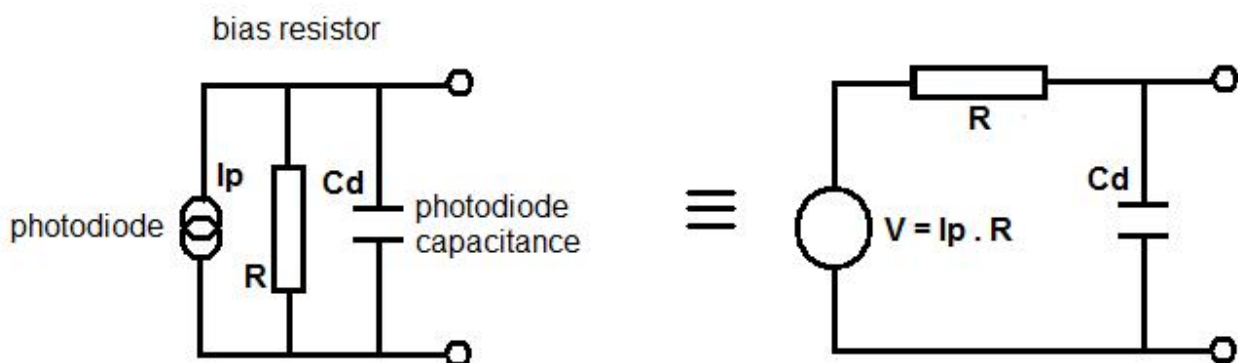 bias resistor
Ip
Cd
photodiode
photodiode
capacitance
R
R
Cd
V = Ip . R